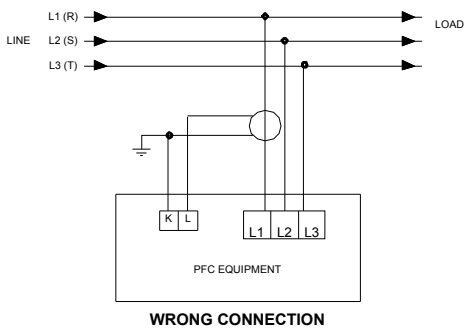 L1 (R)
LOAD
LINE
L2 (S)
L3 (T)
K L
L1 L2 L3
PFC EQUIPMENT
WRONG CONNECTION